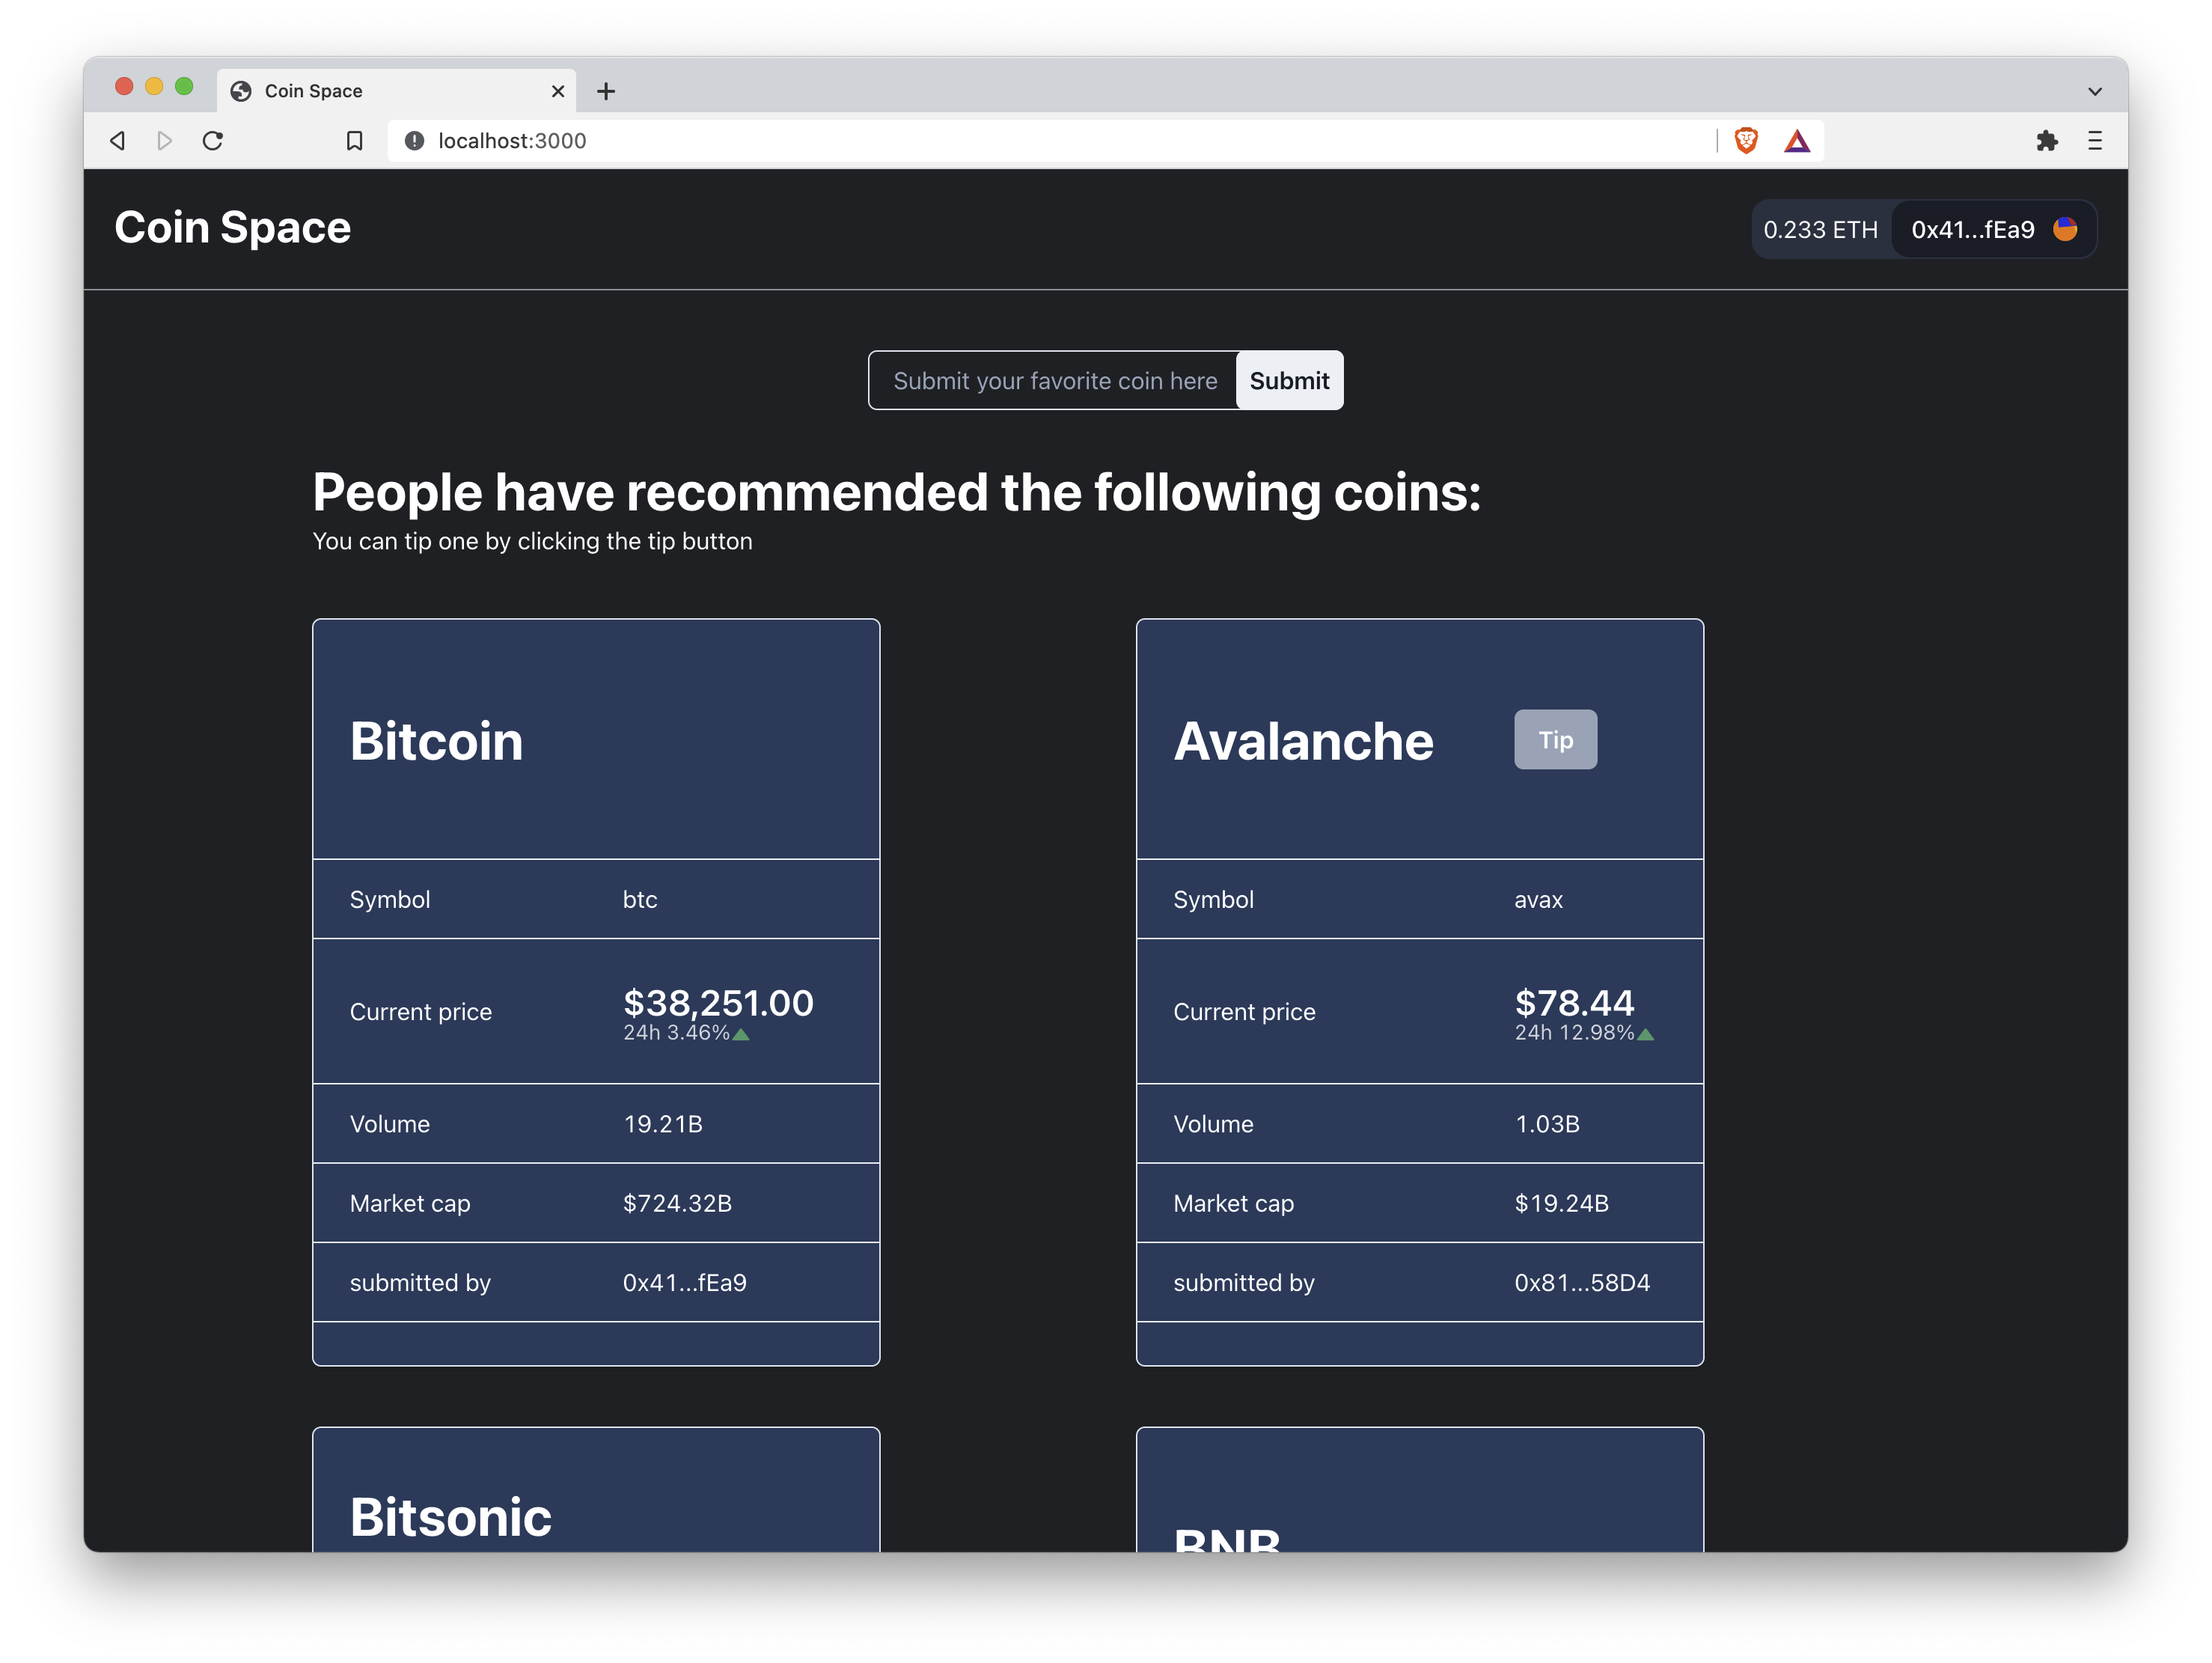 Coin Space
localhost:3000
Coin Space
0.233 ETH 0x41...fEa9
Submit your favorite coin here Submit
People have recommended the following coins:
You can tip one by clicking the tip button
Bitcoin
Symbol btc
Current price $38,251.00
24h 3.46%
Volume 19.21B
Market cap $724.32B
submitted by 0x41...fEa9
Avalanche Tip
Symbol avax
Current price $78.44
24h 12.98%
Volume 1.03B
Market cap $19.24B
submitted by 0x81...58D4
Bitsonic
BNB